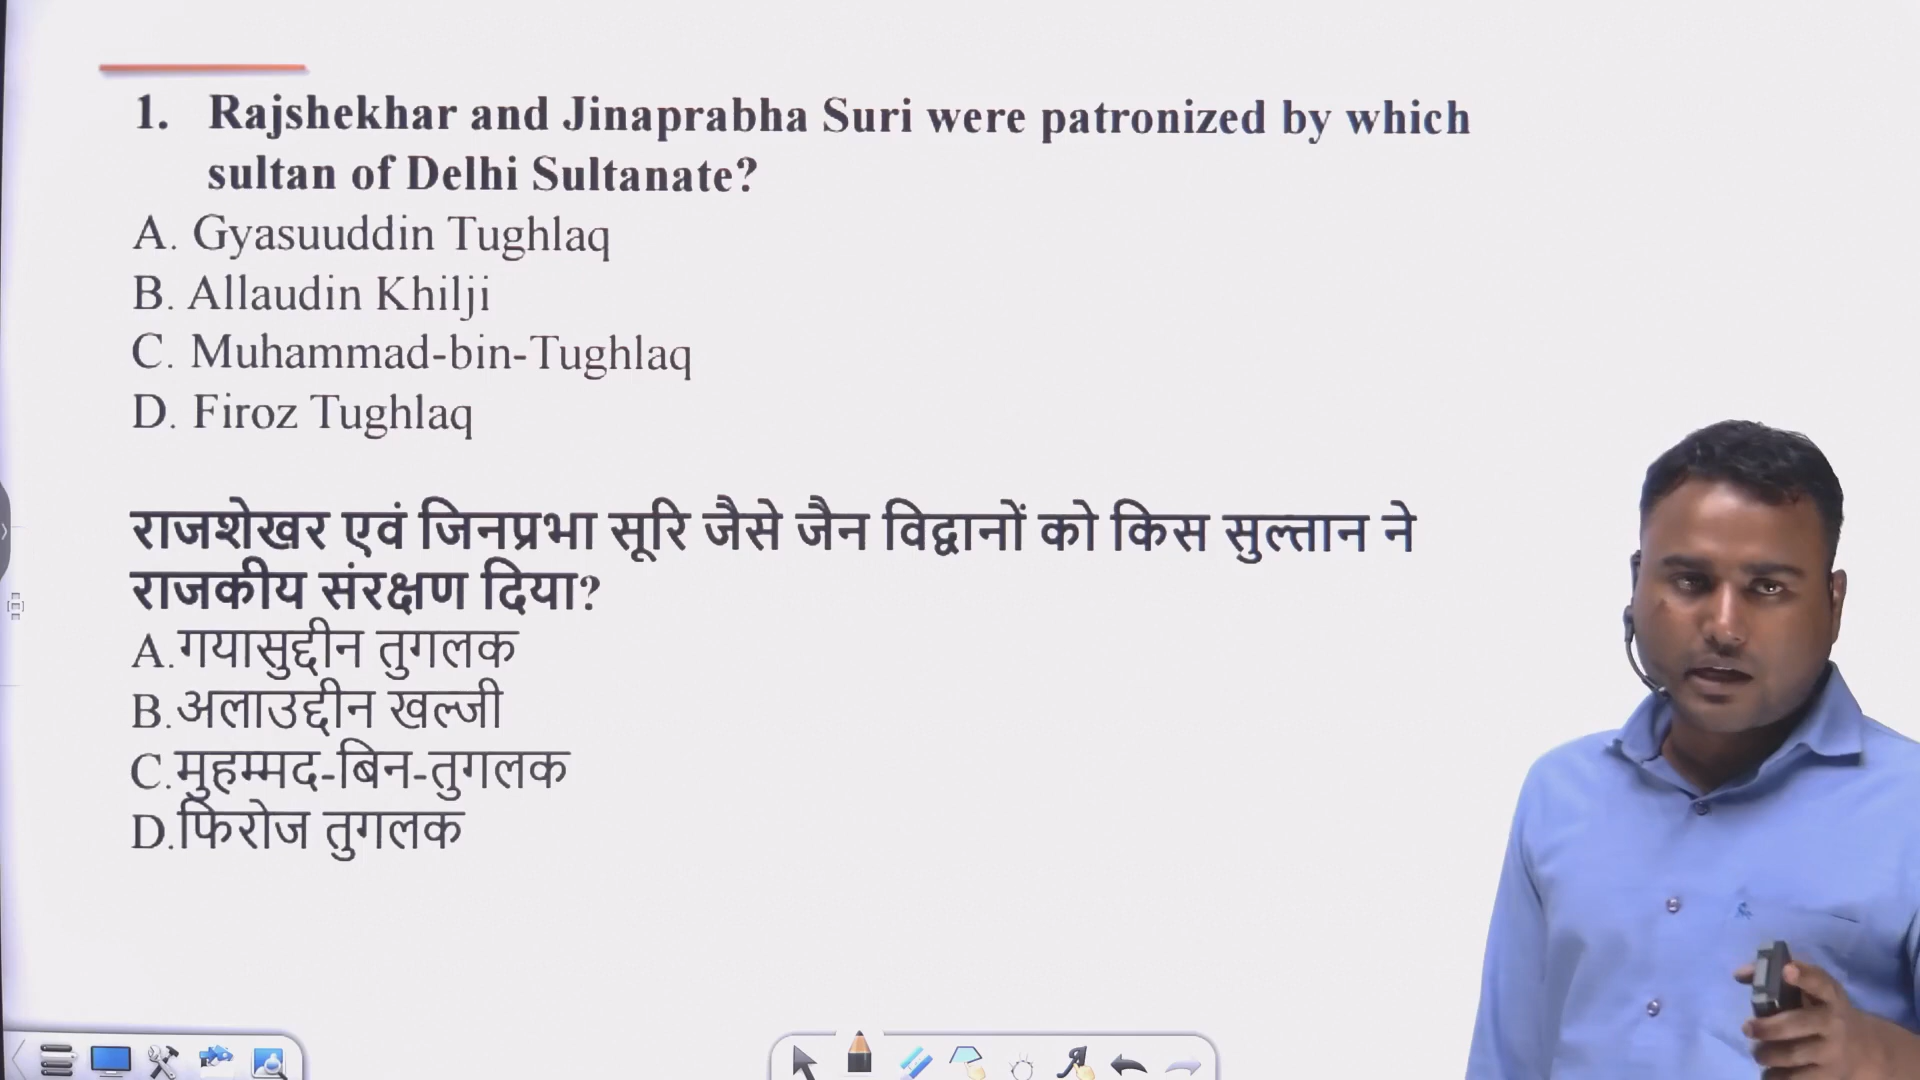 1. Rajshekhar and Jinaprabha Suri were patronized by which
sultan of Delhi Sultanate?
A. Gyasuuddin Tughlaq
B. Allaudin Khilji
C. Muhammad-bin-Tughlaq
D. Firoz Tughlaq
राजशेखर एवं जिनप्रभा सूरि जैसे जैन विद्वानों को किस सुल्तान ने
राजकीय संरक्षण दिया?
A.गयासुद्दीन तुगलक
B.अलाउद्दीन खल्जी
C.मुहम्मद-बिन-तुगलक
D.फिरोज तुगलक